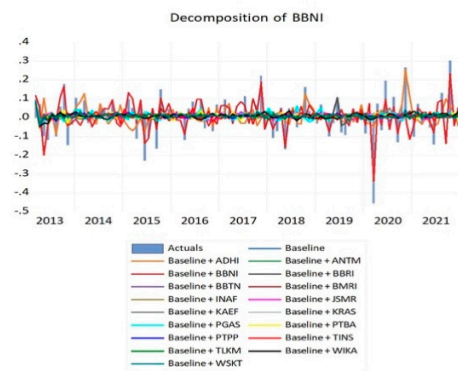 Decomposition of BBNI
.4
.3
.2
.1
.0
-.1
-.2
-.3
-.4
-.5
2013 2014 2015 2016 2017 2018 2019 2020 2021
Actuals Baseline
Baseline + ADHI Baseline + ANTM
Baseline + BBNI Baseline + BBRI
Baseline + BBTN Baseline + BMRI
Baseline + INAF Baseline + JSMR
Baseline + KAEF Baseline + KRAS
Baseline + PGAS Baseline + PTBA
Baseline + PTPP Baseline + TINS
Baseline + TLKM Baseline + WIKA
Baseline + WSKT